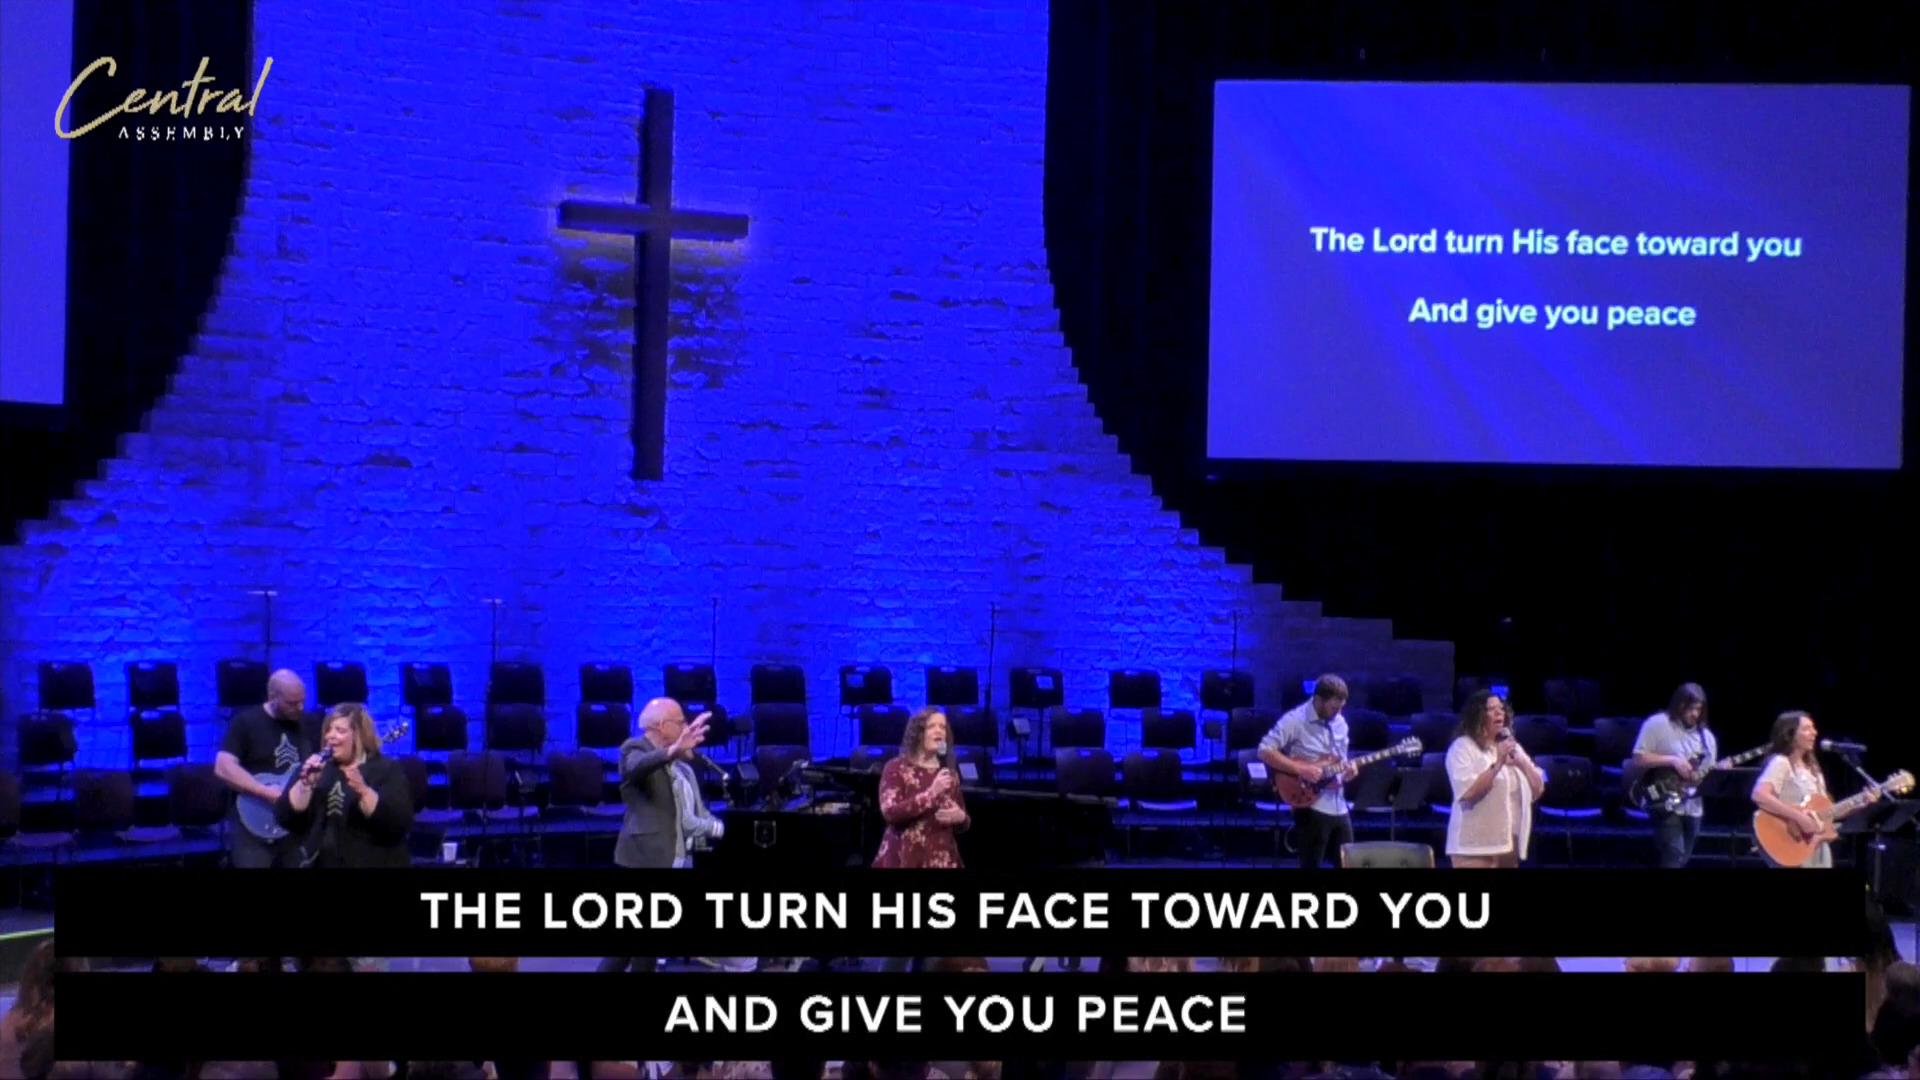 Central
ASSEMBLY
The Lord turn His face toward you
And give you peace
THE LORD TURN HIS FACE TOWARD YOU
AND GIVE YOU PEACE